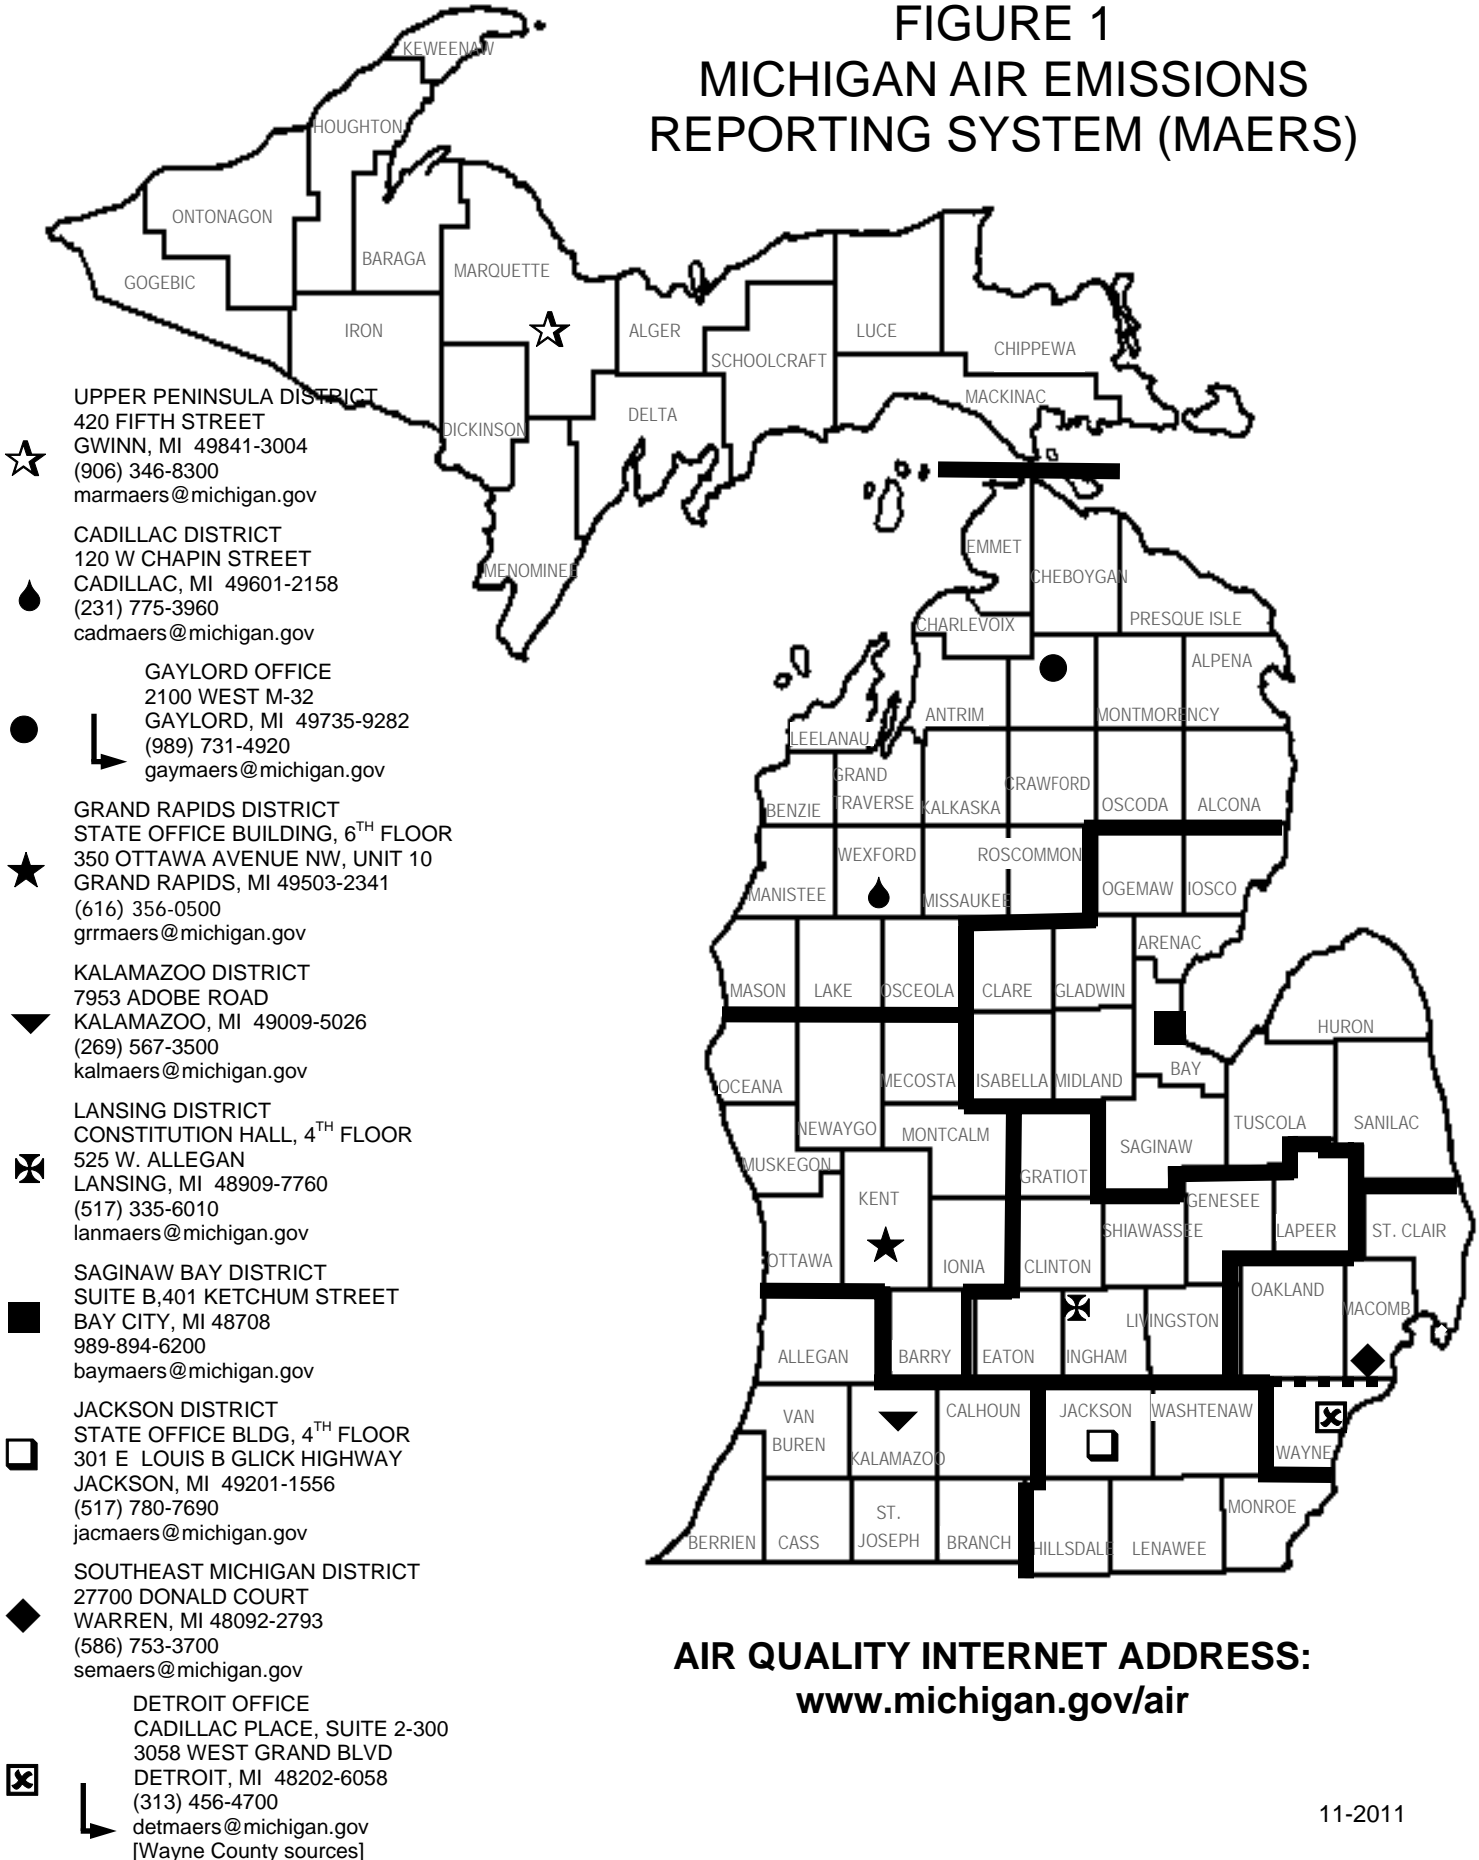 FIGURE 1
MICHIGAN AIR EMISSIONS
REPORTING SYSTEM (MAERS)
KEWEENAW
HOUGHTON
ONTONAGON
BARAGA
MARQUETTE
GOGEBIC
IRON
ALGER
LUCE
SCHOOLCRAFT
CHIPPEWA
MACKINAC
DELTA
DICKINSON
MENOMINEE
EMMET
CHEBOYGAN
CHARLEVOIX
PRESQUE ISLE
ALPENA
ANTRIM
MONTMORENCY
LEELANAU
GRAND
TRAVERSE
CRAWFORD
BENZIE
KALKASKA
OSCODA
ALCONA
WEXFORD
ROSCOMMON
MANISTEE
MISSAUKEE
OGEMAW
IOSCO
ARENAC
MASON
LAKE
OSCEOLA
CLARE
GLADWIN
HURON
OCEANA
MECOSTA
ISABELLA
MIDLAND
BAY
NEWAYGO
MONTCALM
TUSCOLA
SANILAC
SAGINAW
MUSKEGON
GRATIOT
KENT
GENESEE
SHIAWASSEE
LAPEER
ST. CLAIR
OTTAWA
IONIA
CLINTON
OAKLAND
MACOMB
LIVINGSTON
ALLEGAN
BARRY
EATON
INGHAM
VAN
BUREN
CALHOUN
JACKSON
WASHTENAW
KALAMAZOO
WAYNE
MONROE
BERRIEN
CASS
ST.
JOSEPH
BRANCH
HILLSDALE
LENAWEE
UPPER PENINSULA DISTRICT
420 FIFTH STREET
GWINN, MI 49841-3004
(906) 346-8300
marmaers@michigan.gov
CADILLAC DISTRICT
120 W CHAPIN STREET
CADILLAC, MI 49601-2158
(231) 775-3960
cadmaers@michigan.gov
GAYLORD OFFICE
2100 WEST M-32
GAYLORD, MI 49735-9282
(989) 731-4920
gaymaers@michigan.gov
GRAND RAPIDS DISTRICT
STATE OFFICE BUILDING, 6TH FLOOR
350 OTTAWA AVENUE NW, UNIT 10
GRAND RAPIDS, MI 49503-2341
(616) 356-0500
grrmaers@michigan.gov
KALAMAZOO DISTRICT
7953 ADOBE ROAD
KALAMAZOO, MI 49009-5026
(269) 567-3500
kalmaers@michigan.gov
LANSING DISTRICT
CONSTITUTION HALL, 4TH FLOOR
525 W. ALLEGAN
LANSING, MI 48909-7760
(517) 335-6010
lanmaers@michigan.gov
SAGINAW BAY DISTRICT
SUITE B,401 KETCHUM STREET
BAY CITY, MI 48708
989-894-6200
baymaers@michigan.gov
JACKSON DISTRICT
STATE OFFICE BLDG, 4TH FLOOR
301 E LOUIS B GLICK HIGHWAY
JACKSON, MI 49201-1556
(517) 780-7690
jacmaers@michigan.gov
SOUTHEAST MICHIGAN DISTRICT
27700 DONALD COURT
WARREN, MI 48092-2793
(586) 753-3700
semaers@michigan.gov
DETROIT OFFICE
CADILLAC PLACE, SUITE 2-300
3058 WEST GRAND BLVD
DETROIT, MI 48202-6058
(313) 456-4700
detmaers@michigan.gov
[Wayne County sources]
AIR QUALITY INTERNET ADDRESS:
www.michigan.gov/air
11-2011